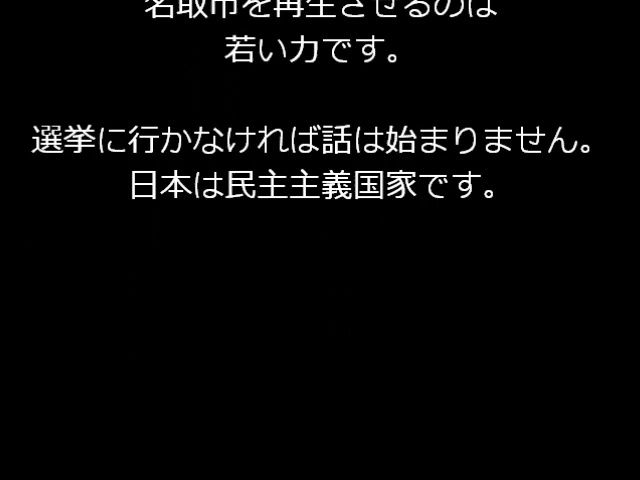 名取市を再生させるのは
若い力です。
選挙に行かなければ話は始まりません。
日本は民主主義国家です。